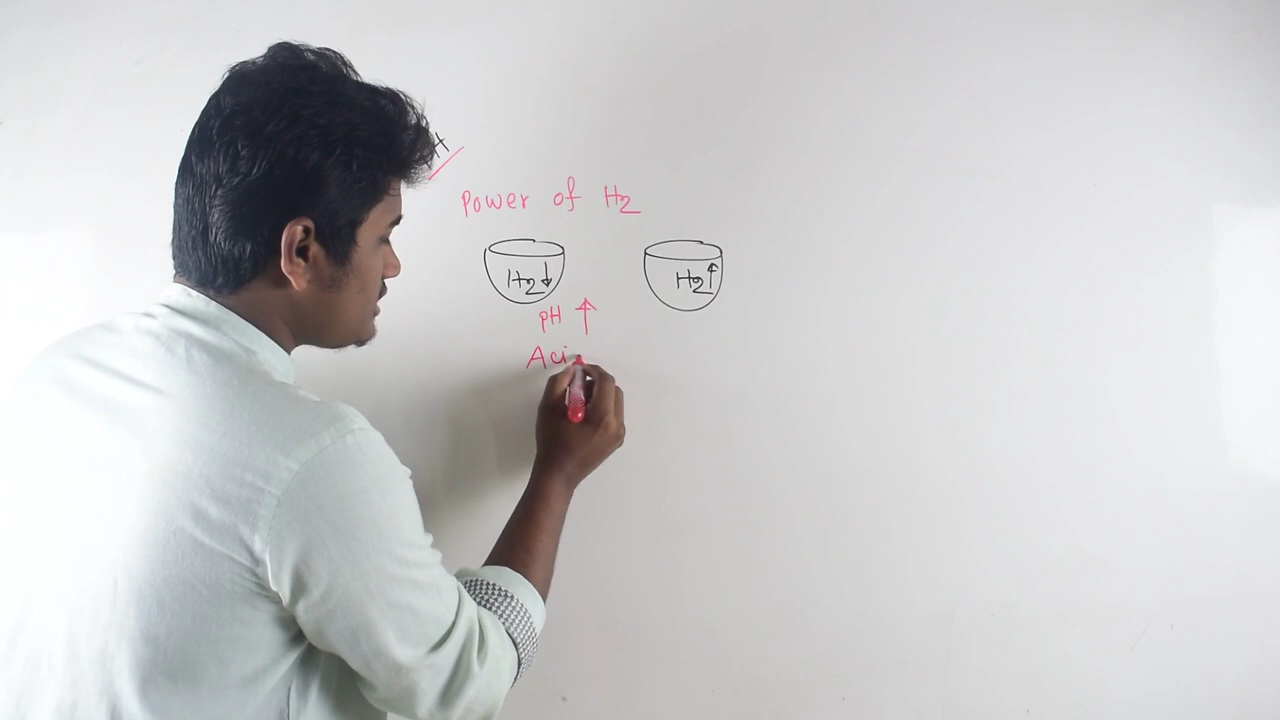 Power of H2
H2↓ H2↑
pH ↑
Aci